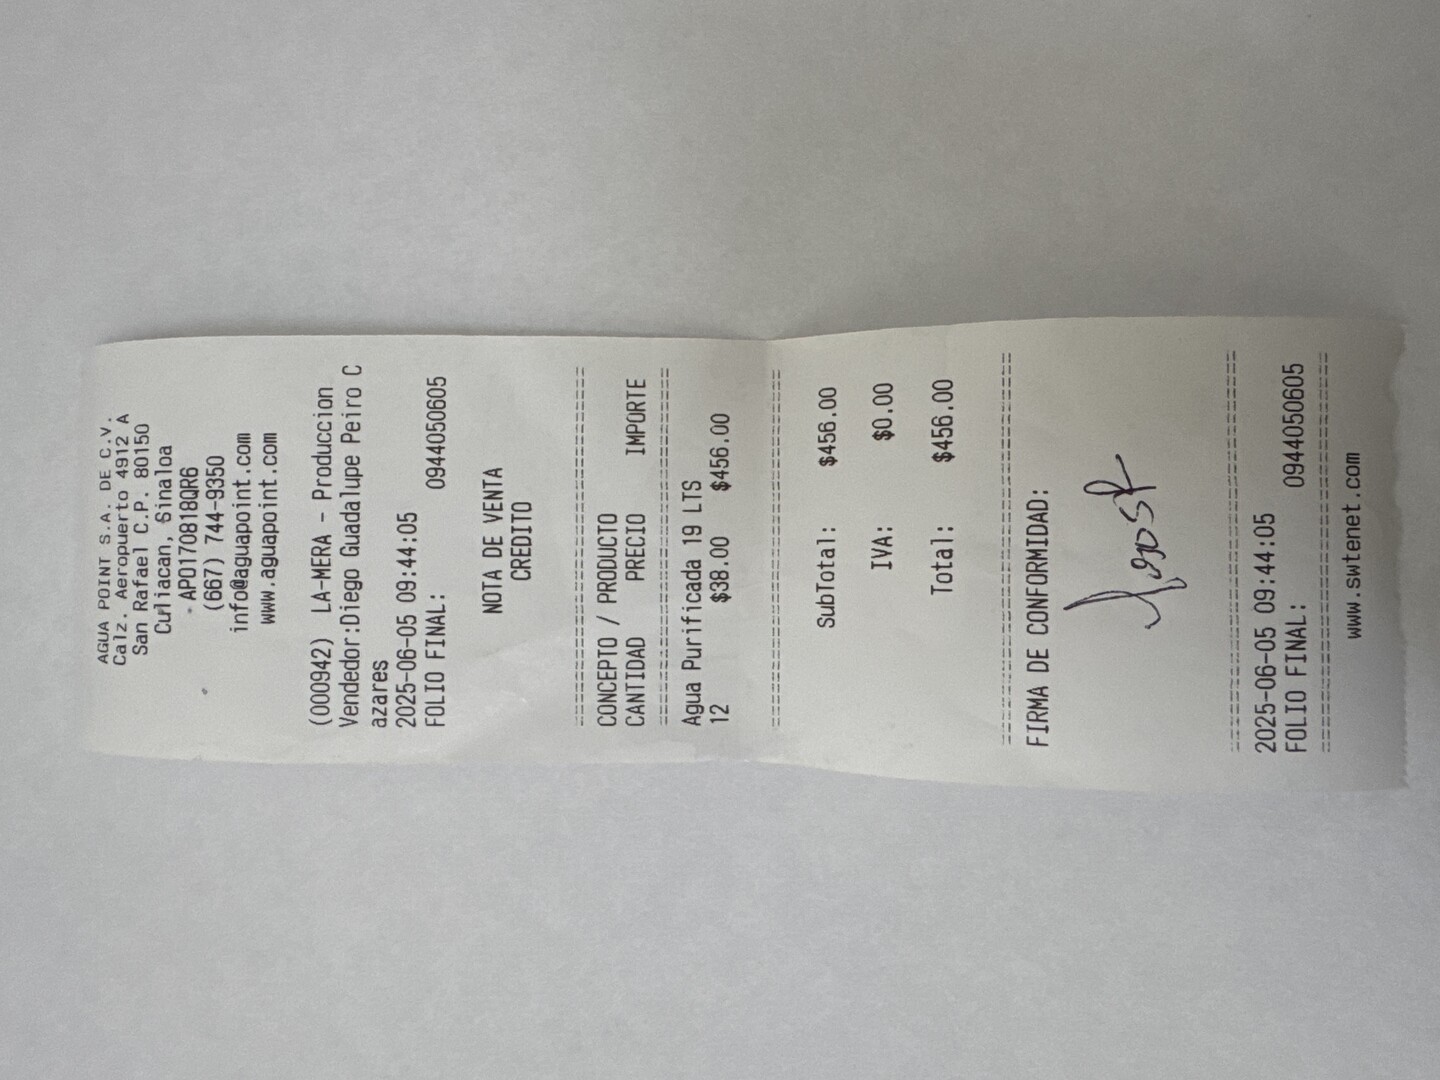 AGUA POINT S.A. DE C.V.
Calz. Aeropuerto 4912 A
San Rafael C.P. 80150
Culiacan, Sinaloa
APO170818QR6
(667) 744-9350
info@aguapoint.com
www.aguapoint.com
(000942) LA-MERA - Produccion
Vendedor:Diego Guadalupe Peiro C
azares
2025-06-05 09:44:05
FOLIO FINAL: 0944050605
NOTA DE VENTA
CREDITO
CONCEPTO / PRODUCTO
CANTIDAD PRECIO IMPORTE
Agua Purificada 19 LTS
12 $38.00 $456.00
SubTotal: $456.00
IVA: $0.00
Total: $456.00
FIRMA DE CONFORMIDAD:
2025-06-05 09:44:05
FOLIO FINAL: 0944050605
www.swtenet.com